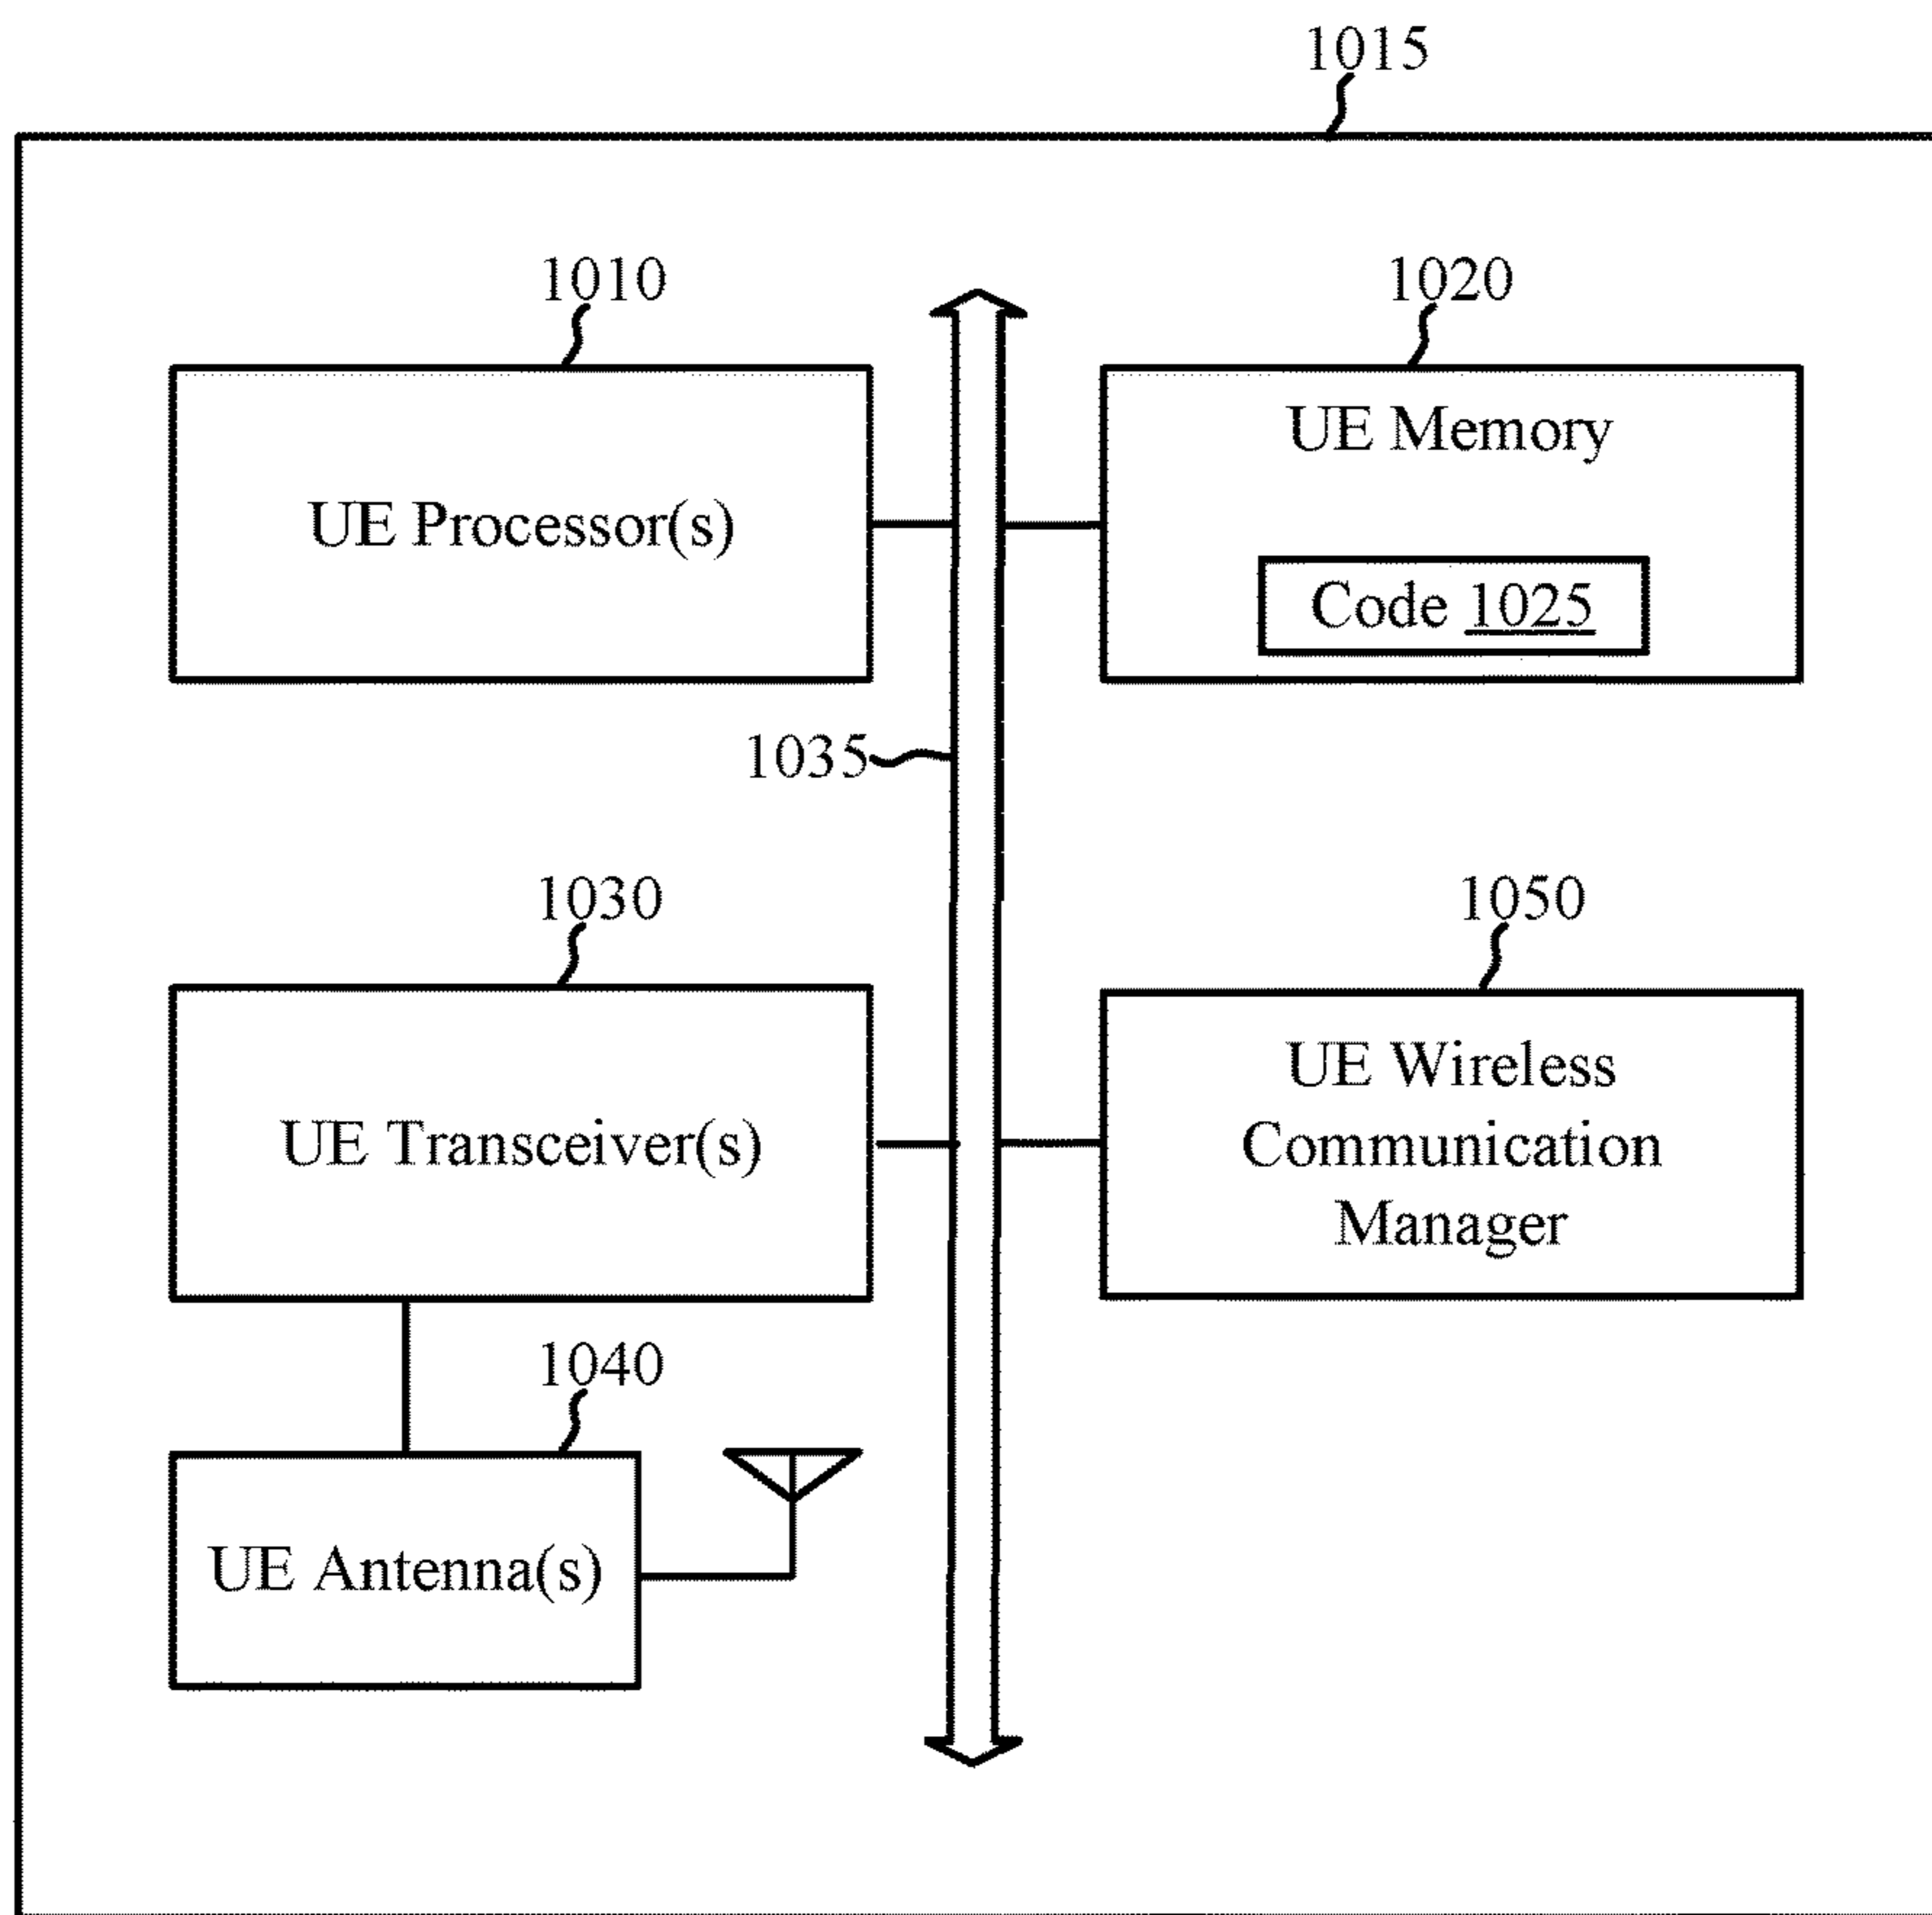 1015
1010
1020
UE Processor(s)
UE Memory
Code 1025
1035
1030
1050
UE Transceiver(s)
UE Wireless
Communication
Manager
1040
UE Antenna(s)